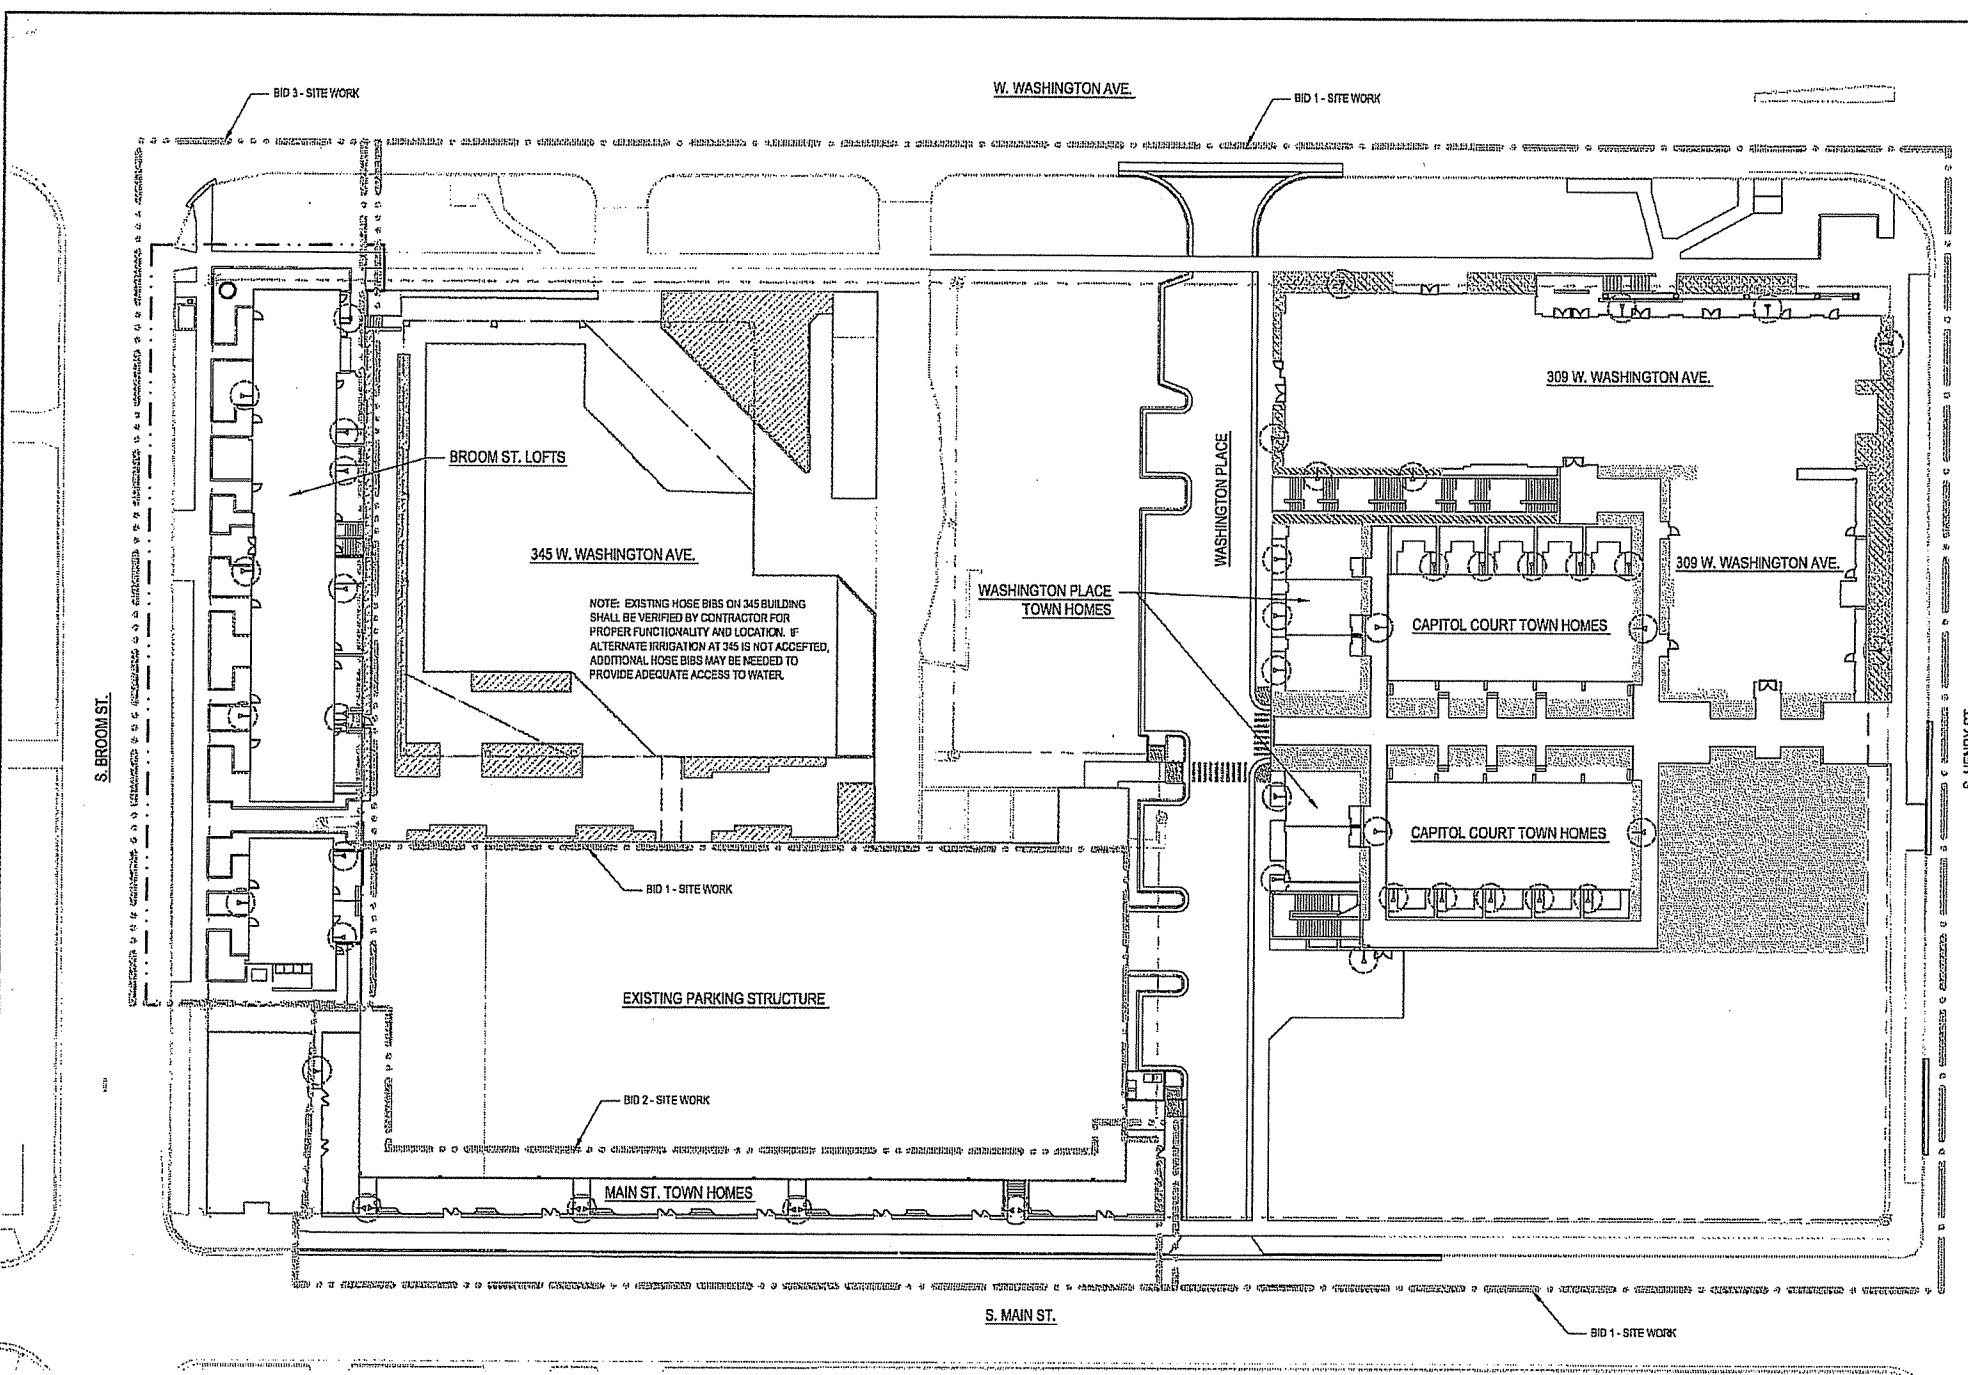 W. WASHINGTON AVE.
BID 3 - SITE WORK
BID 1 - SITE WORK
309 W. WASHINGTON AVE.
BROOM ST. LOFTS
WASHINGTON PLACE
345 W. WASHINGTON AVE.
309 W. WASHINGTON AVE.
WASHINGTON PLACE
TOWN HOMES
NOTE: EXISTING HOSE BIBS ON 345 BUILDING
SHALL BE VERIFIED BY CONTRACTOR FOR
PROPER FUNCTIONALITY AND LOCATION. IF
ALTERNATE IRRIGATION AT 345 IS NOT ACCEPTED,
ADDITIONAL HOSE BIBS MAY BE NEEDED TO
PROVIDE ADEQUATE ACCESS TO WATER.
CAPITOL COURT TOWN HOMES
S. BROOM ST.
CAPITOL COURT TOWN HOMES
BID 1 - SITE WORK
EXISTING PARKING STRUCTURE
BID 2 - SITE WORK
MAIN ST. TOWN HOMES
S. MAIN ST.
BID 1 - SITE WORK